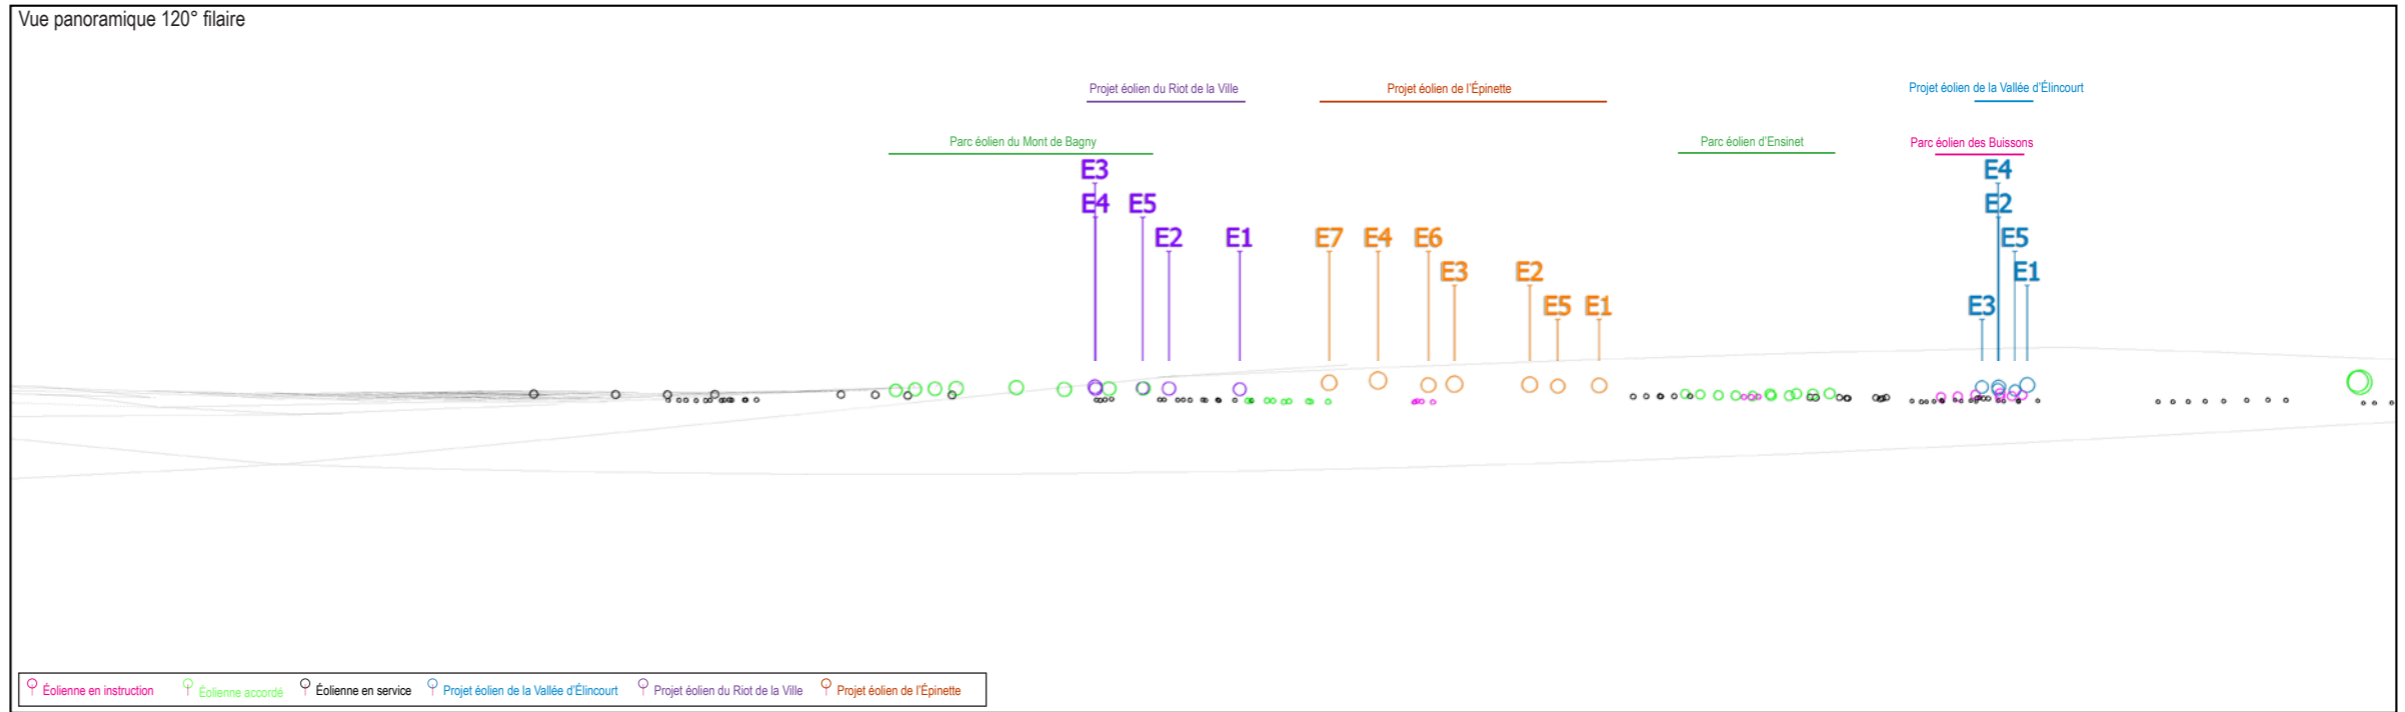 Vue panoramique 120° filaire
Projet éolien du Riot de la Ville
Projet éolien de l'Épinette
Projet éolien de la Vallée d'Élincourt
Parc éolien du Mont de Bagny
Parc éolien d'Ensinet
Parc éolien des Buissons
E3
E4
E4 E5
E2
E2 E1
E7 E4 E6
E5
E3 E2
E1
E5 E1
E3
Éolienne en instruction
Éolienne accordé
Éolienne en service
Projet éolien de la Vallée d'Élincourt
Projet éolien du Riot de la Ville
Projet éolien de l'Épinette